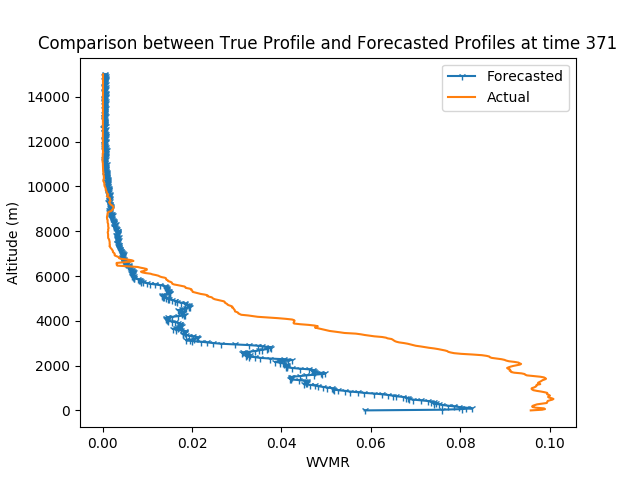 Comparison between True Profile and Forecasted Profiles at time 371
Forecasted
Actual
Altitude (m)
14000
12000
10000
8000
6000
4000
2000
0
0.00 0.02 0.04 0.06 0.08 0.10
WVMR